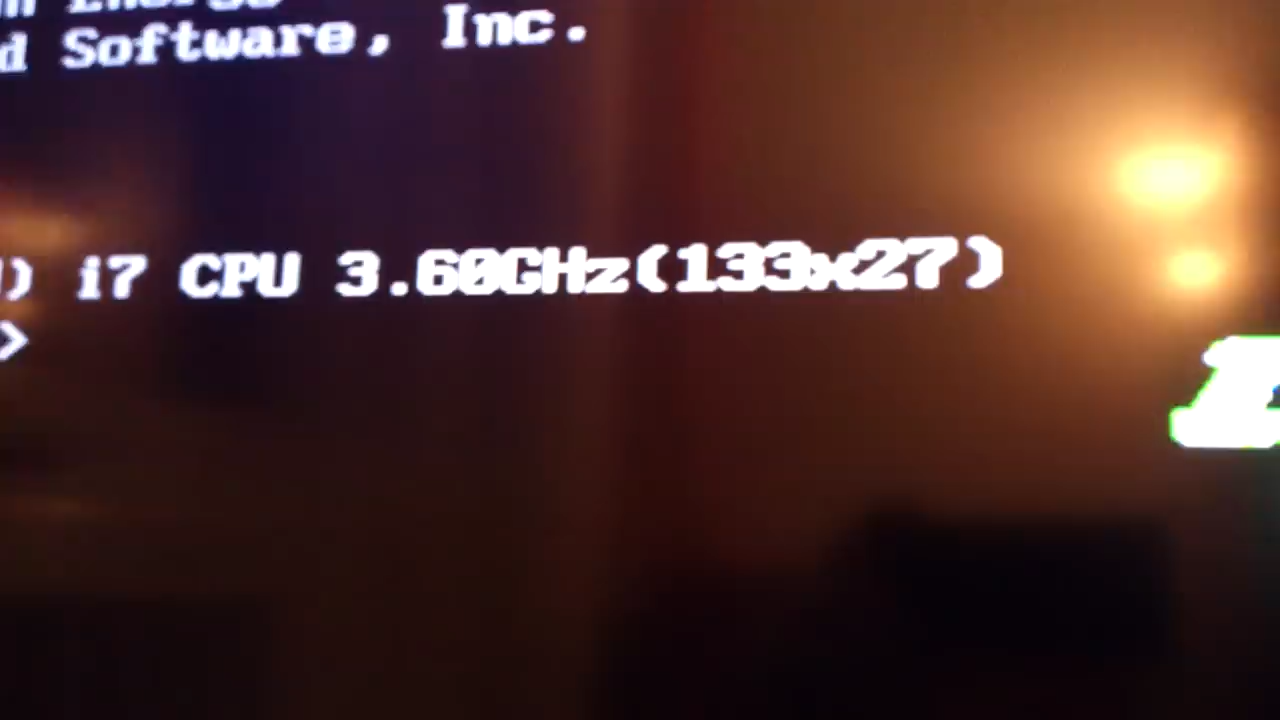 d Software, Inc.
) i7 CPU 3.60GHz(133x27)
>